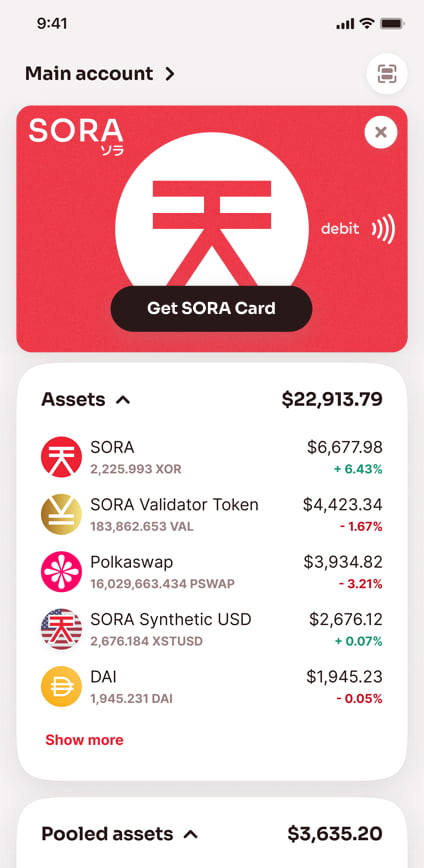 9:41
Main account
SORA
ソラ
天
debit
Get SORA Card
Assets $22,913.79
SORA $6,677.98
2,225.993 XOR + 6.43%
SORA Validator Token $4,423.34
183,862.653 VAL - 1.67%
Polkaswap $3,934.82
16,029,663.434 PSWAP - 3.21%
SORA Synthetic USD $2,676.12
2,676.184 XSTUSD + 0.07%
DAI $1,945.23
1,945.231 DAI - 0.05%
Show more
Pooled assets $3,635.20